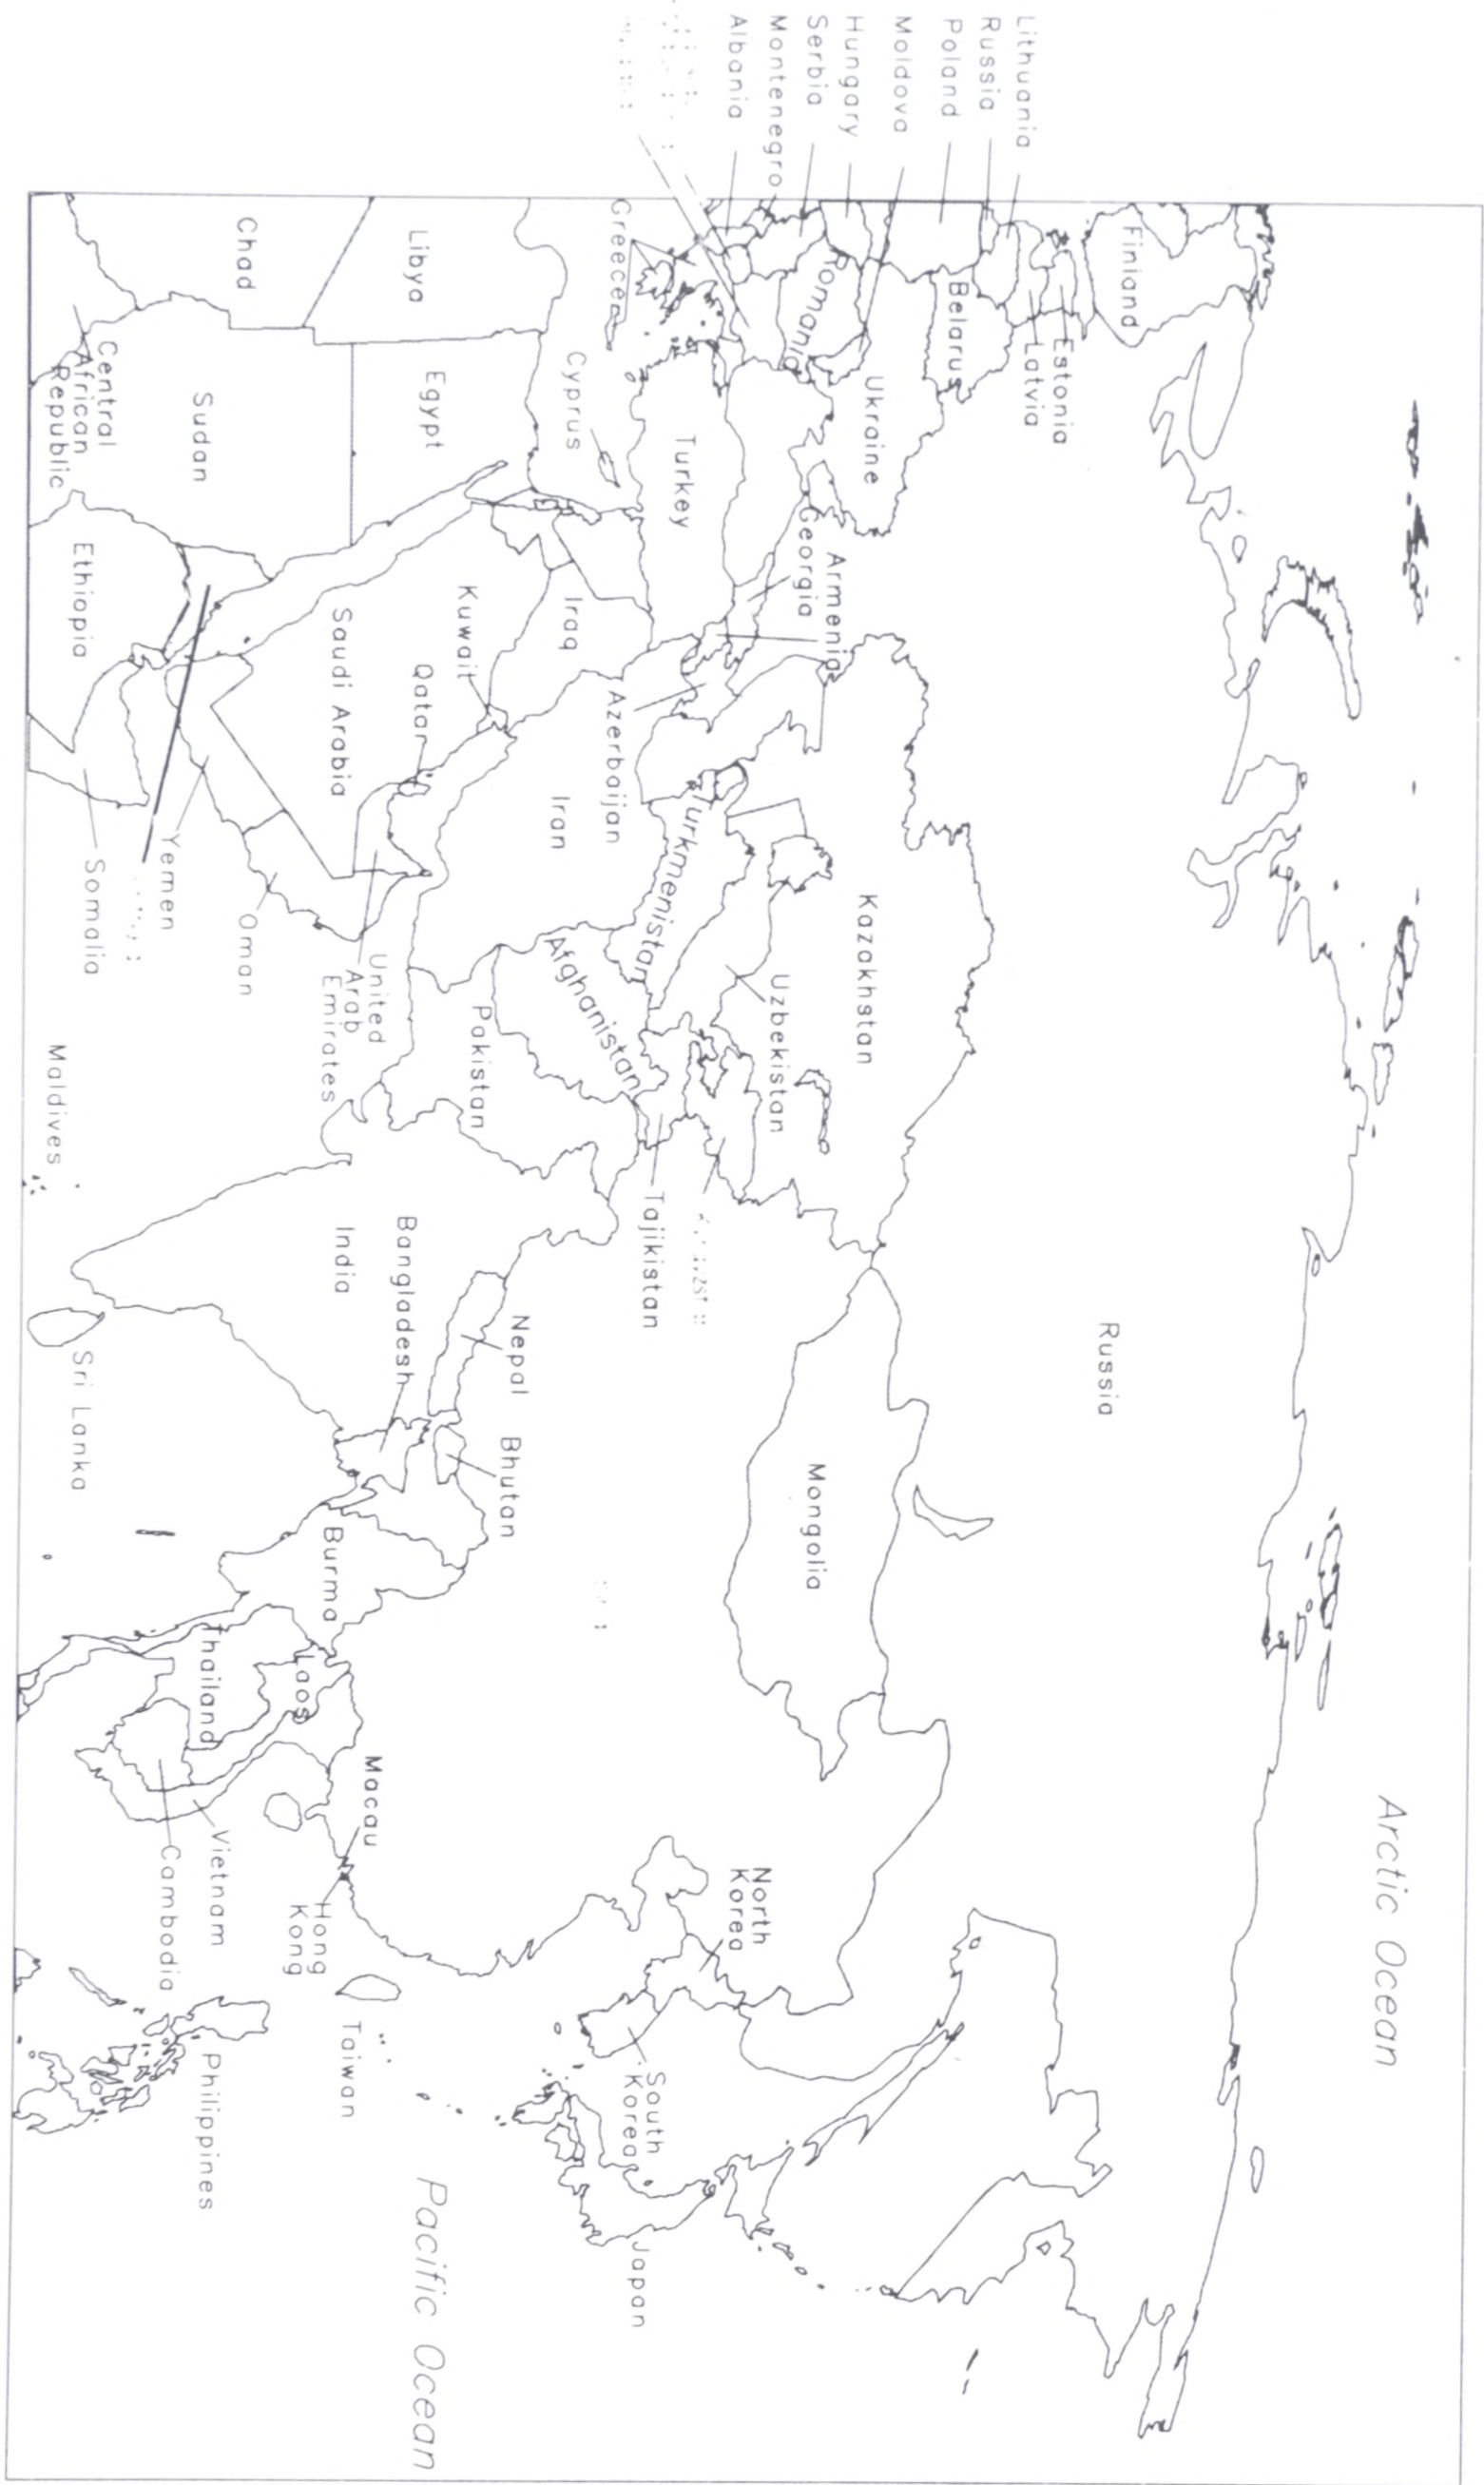 Arctic Ocean
Lithuania
Russia
Poland
Moldova
Hungary
Serbia
Montenegro
Albania
Greece
Finland
Estonia
Latvia
Belarus
Ukraine
Romania
Georgia
Armenia
Azerbaijan
Turkey
Cyprus
Kazakhstan
Uzbekistan
Turkmenistan
Tajikistan
Afghanistan
Russia
Mongolia
North
Korea
South
Korea
Japan
Pacific Ocean
Libya
Egypt
Chad
Sudan
Central
African
Republic
Ethiopia
Somalia
Iraq
Iran
Kuwait
Qatar
Saudi Arabia
Yemen
Oman
United
Arab
Emirates
Pakistan
India
Maldives
Sri Lanka
Nepal
Bhutan
Bangladesh
Burma
Laos
Thailand
Vietnam
Cambodia
Macau
Hong
Kong
Taiwan
Philippines